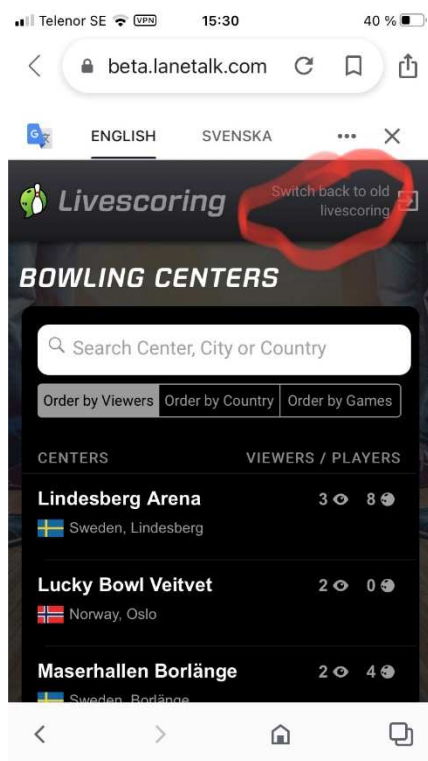 Telenor SE VPN 15:30 40 %
beta.lanetalk.com
ENGLISH SVENSKA
Livescoring
Switch back to old
livescoring
BOWLING CENTERS
Search Center, City or Country
Order by Viewers Order by Country Order by Games
CENTERS VIEWERS / PLAYERS
Lindesberg Arena 3 8
Sweden, Lindesberg
Lucky Bowl Veitvet 2 0
Norway, Oslo
Maserhallen Borlänge 2 4
Sweden, Borlänge